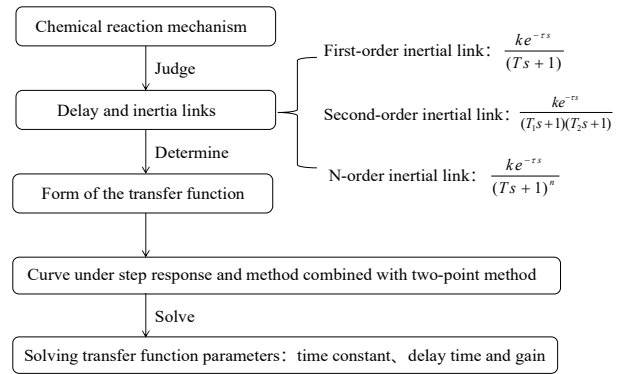 Chemical reaction mechanism
Judge
Delay and inertia links
First-order inertial link： ke^{-τs} / (Ts + 1)
Second-order inertial link： ke^{-τs} / (T₁s+1)(T₂s+1)
N-order inertial link： ke^{-τs} / (Ts + 1)^n
Determine
Form of the transfer function
Curve under step response and method combined with two-point method
Solve
Solving transfer function parameters：time constant、delay time and gain